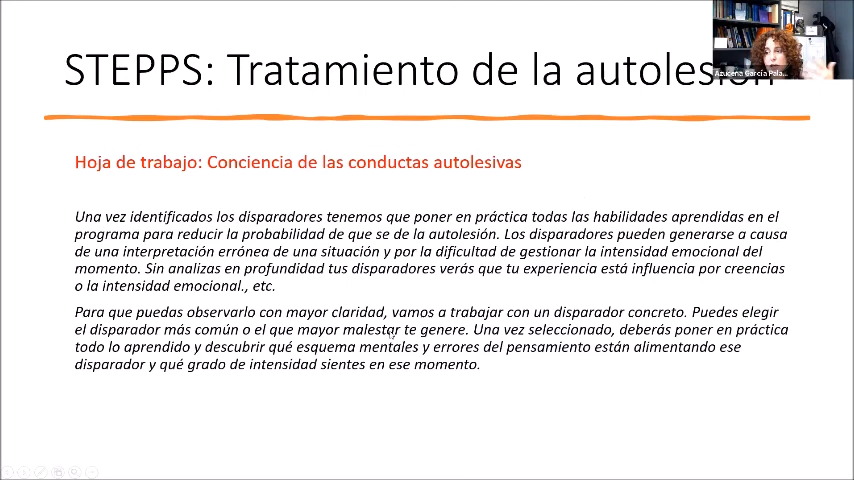 STEPPS: Tratamiento de la autolesión
Azucena García Pala...
Hoja de trabajo: Conciencia de las conductas autolesivas
Una vez identificados los disparadores tenemos que poner en práctica todas las habilidades aprendidas en el
programa para reducir la probabilidad de que se de la autolesión. Los disparadores pueden generarse a causa
de una interpretación errónea de una situación y por la dificultad de gestionar la intensidad emocional del
momento. Sin analizas en profundidad tus disparadores verás que tu experiencia está influencia por creencias
o la intensidad emocional., etc.
Para que puedas observarlo con mayor claridad, vamos a trabajar con un disparador concreto. Puedes elegir
el disparador más común o el que mayor malestar te genere. Una vez seleccionado, deberás poner en práctica
todo lo aprendido y descubrir qué esquema mentales y errores del pensamiento están alimentando ese
disparador y qué grado de intensidad sientes en ese momento.